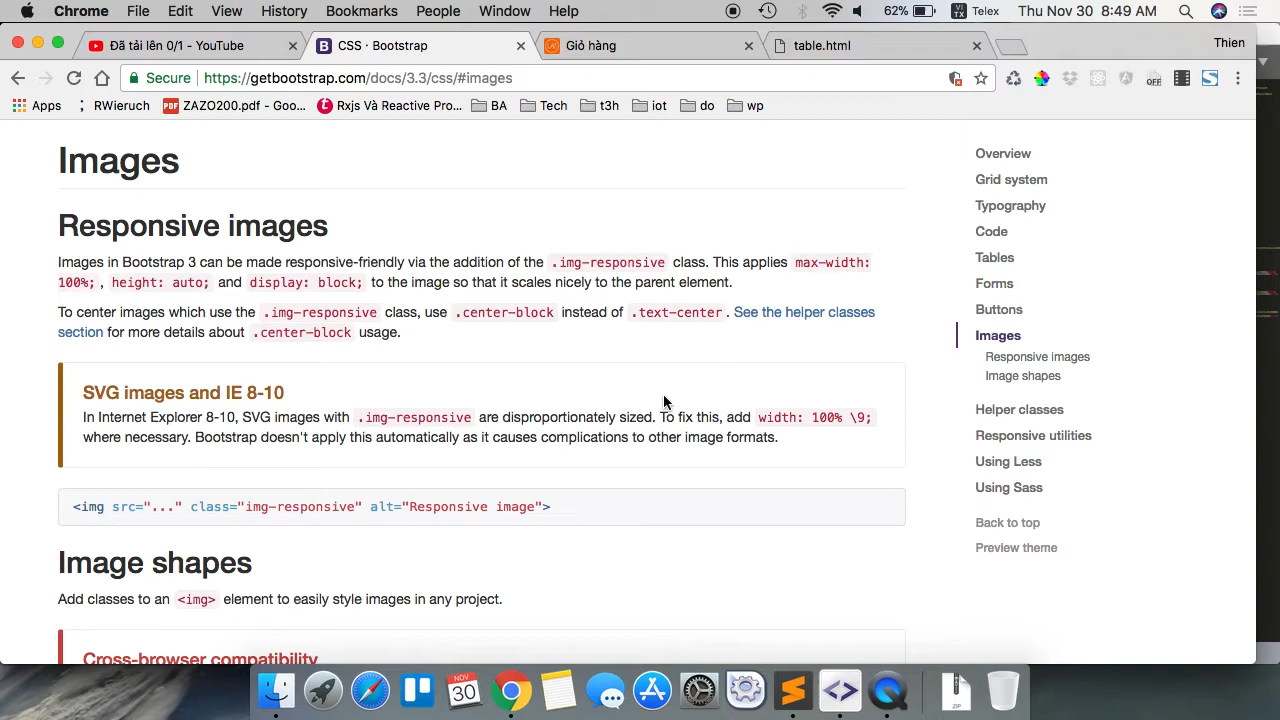 Chrome File Edit View History Bookmarks People Window Help
62% VI TX Telex Thu Nov 30 8:49 AM
Đã tải lên 0/1 - YouTube
CSS · Bootstrap
Giỏ hàng
table.html
Thien
Secure https://getbootstrap.com/docs/3.3/css/#images
OFF
Apps RWieruch ZAZO200.pdf - Goo... Rxjs Và Reactive Pro... BA Tech t3h iot do wp
Images
Responsive images
Images in Bootstrap 3 can be made responsive-friendly via the addition of the .img-responsive class. This applies max-width:
100%; , height: auto; and display: block; to the image so that it scales nicely to the parent element.
To center images which use the .img-responsive class, use .center-block instead of .text-center. See the helper classes
section for more details about .center-block usage.
SVG images and IE 8-10
In Internet Explorer 8-10, SVG images with .img-responsive are disproportionately sized. To fix this, add width: 100% \9;
where necessary. Bootstrap doesn't apply this automatically as it causes complications to other image formats.
<img src="..." class="img-responsive" alt="Responsive image">
Image shapes
Add classes to an <img> element to easily style images in any project.
Cross-browser compatibility
Overview
Grid system
Typography
Code
Tables
Forms
Buttons
Images
Responsive images
Image shapes
Helper classes
Responsive utilities
Using Less
Using Sass
Back to top
Preview theme
NOV
30
ZIP